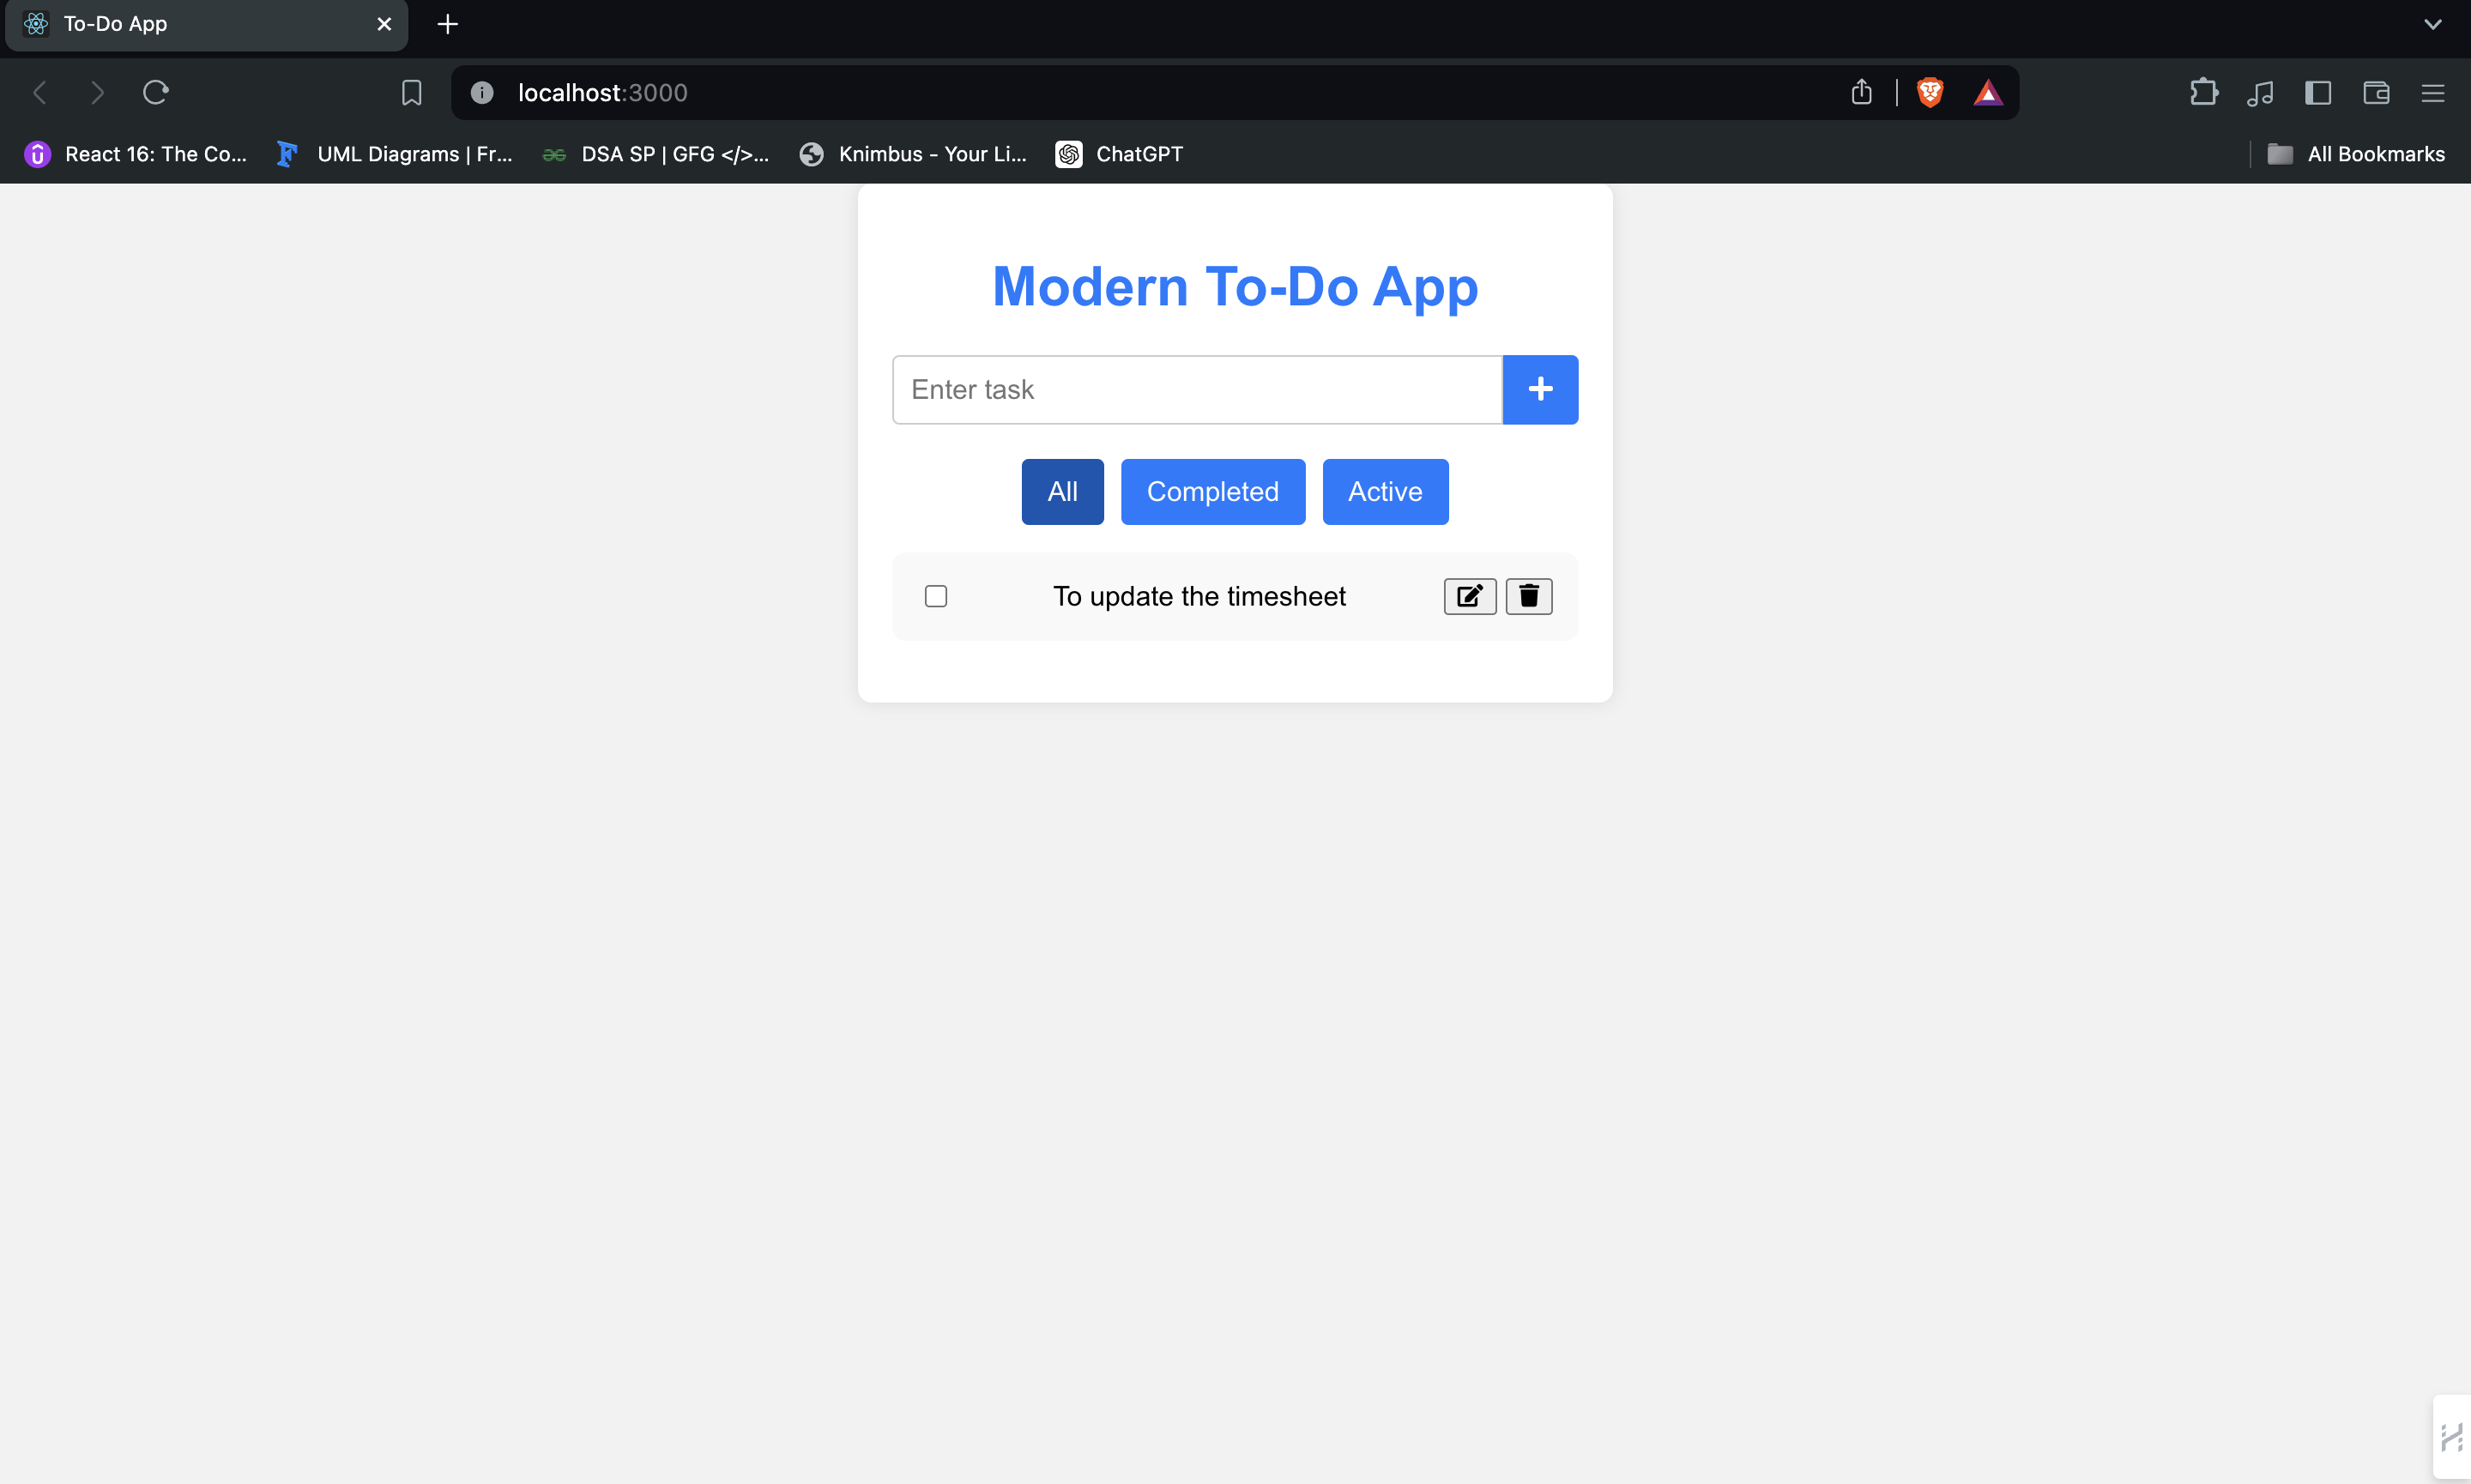 To-Do App
localhost:3000
React 16: The Co... UML Diagrams | Fr... DSA SP | GFG </>... Knimbus - Your Li... ChatGPT All Bookmarks
Modern To-Do App
Enter task
All Completed Active
To update the timesheet